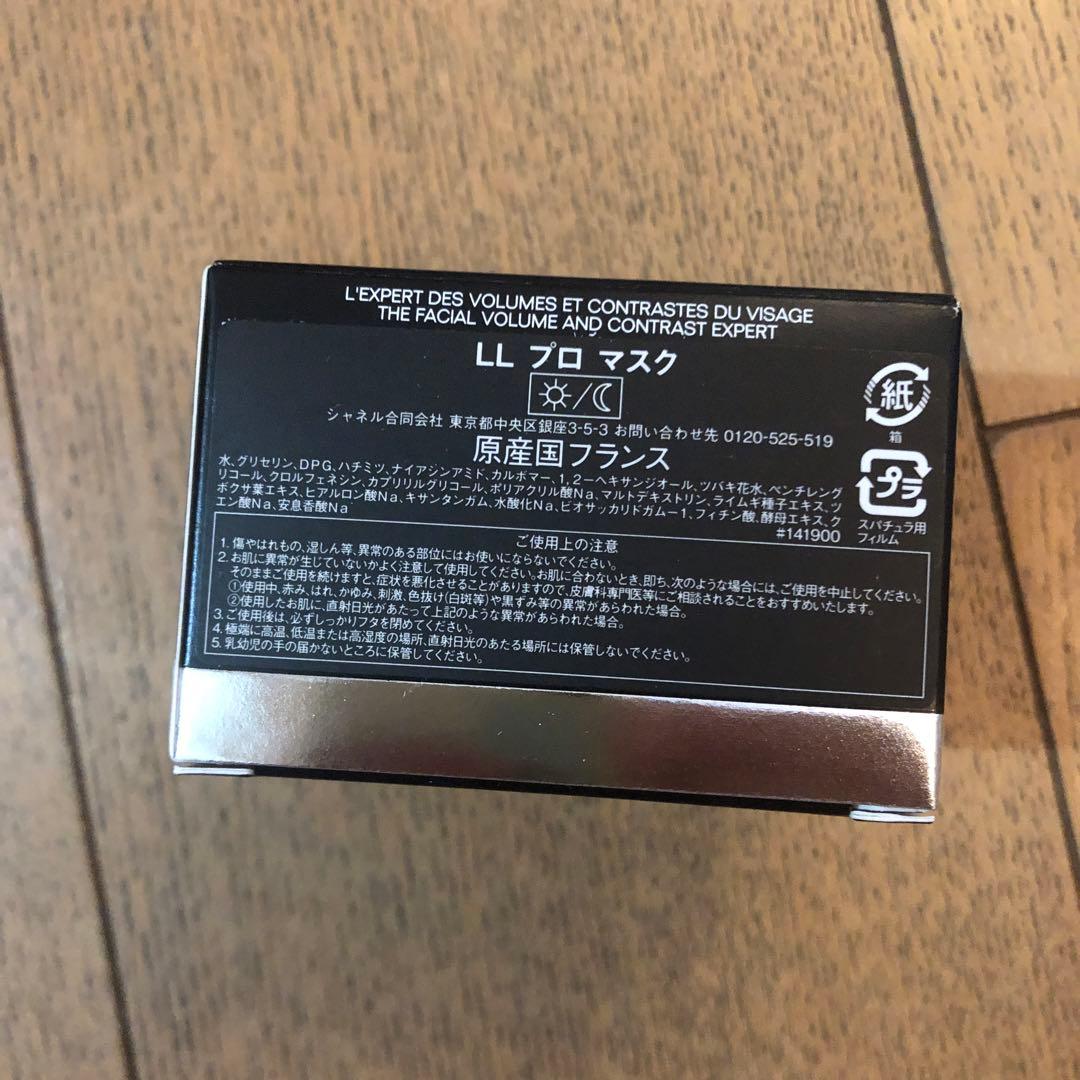 L'EXPERT DES VOLUMES ET CONTRASTES DU VISAGE
THE FACIAL VOLUME AND CONTRAST EXPERT
LL プロ マスク
シャネル合同会社 東京都中央区銀座3-5-3 お問い合わせ先 0120-525-519
原産国フランス
水、グリセリン、DPG、ハチミツ、ナイアシンアミド、カルボマー、1,2-ヘキサンジオール、ツバキ花水、ペンチレング
リコール、クロルフェネシン、カプリリルグリコール、ポリアクリル酸Na、マルトデキストリン、ライムギ種子エキス、ツ
ボクサ葉エキス、ヒアルロン酸Na、キサンタンガム、水酸化Na、ビオサッカリドガム-1、フィチン酸、酵母エキス、ク
エン酸Na、安息香酸Na
#141900
紙
箱
プラ
スパチュラ用
フィルム
ご使用上の注意
1. 傷やはれもの、湿しん等、異常のある部位にはお使いにならないでください。
2. お肌に異常が生じていないかよく注意して使用してください。お肌に合わないとき、即ち、次のような場合には、ご使用を中止してください。
そのままご使用を続けますと、症状を悪化させることがありますので、皮膚科専門医等にご相談されることをおすすめいたします。
①使用中、赤み、はれ、かゆみ、刺激、色抜け(白斑等)や黒ずみ等の異常があらわれた場合。
②使用したお肌に、直射日光があたって上記のような異常があらわれた場合。
3. ご使用後は、必ずしっかりフタを閉めてください。
4. 極端に高温、低温または高湿度の場所、直射日光のあたる場所には保管しないでください。
5. 乳幼児の手の届かないところに保管してください。